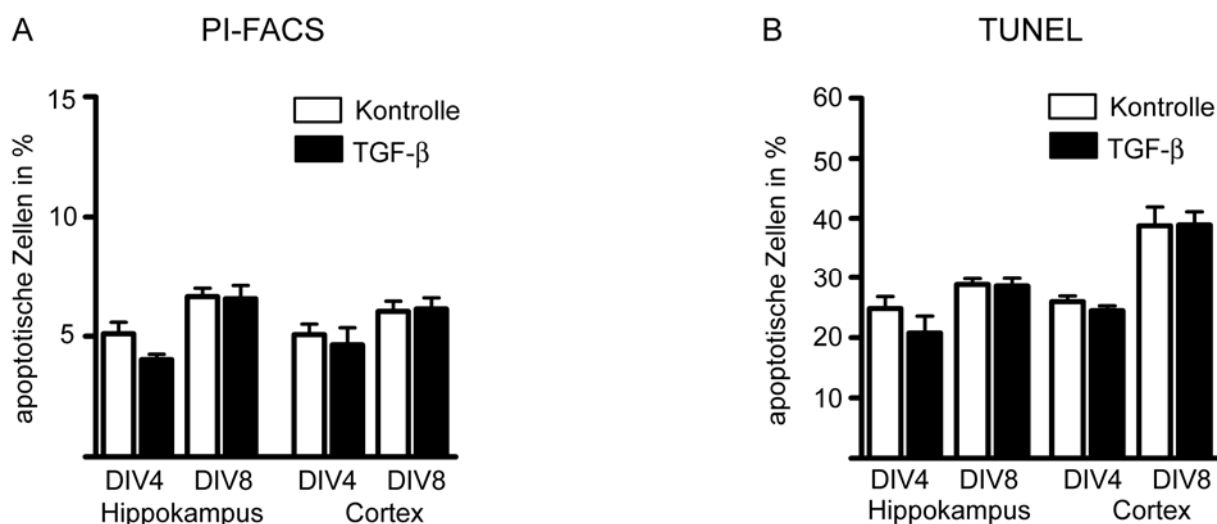 A PI-FACS
apoptotische Zellen in %
15
10
5
Kontrolle
TGF-β
DIV4 DIV8 DIV4 DIV8
Hippokampus Cortex
B TUNEL
apoptotische Zellen in %
60
50
40
30
20
10
Kontrolle
TGF-β
DIV4 DIV8 DIV4 DIV8
Hippokampus Cortex